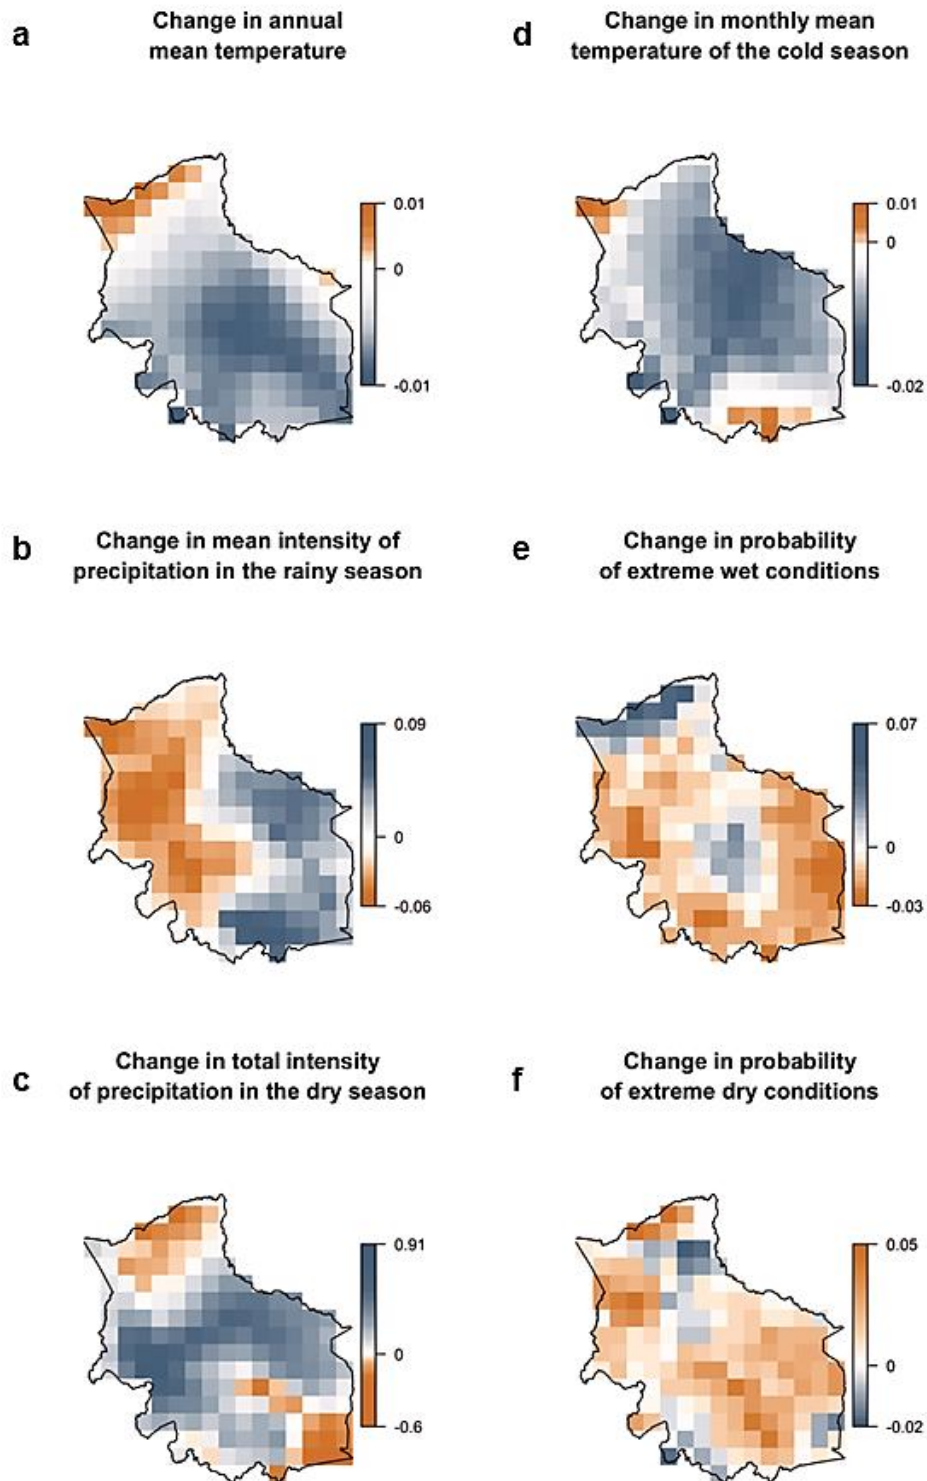 a
Change in annual
mean temperature
0.01
0
-0.01
d
Change in monthly mean
temperature of the cold season
0.01
0
-0.02
b
Change in mean intensity of
precipitation in the rainy season
0.09
0
-0.06
e
Change in probability
of extreme wet conditions
0.07
0
-0.03
c
Change in total intensity
of precipitation in the dry season
0.91
0
-0.6
f
Change in probability
of extreme dry conditions
0.05
0
-0.02